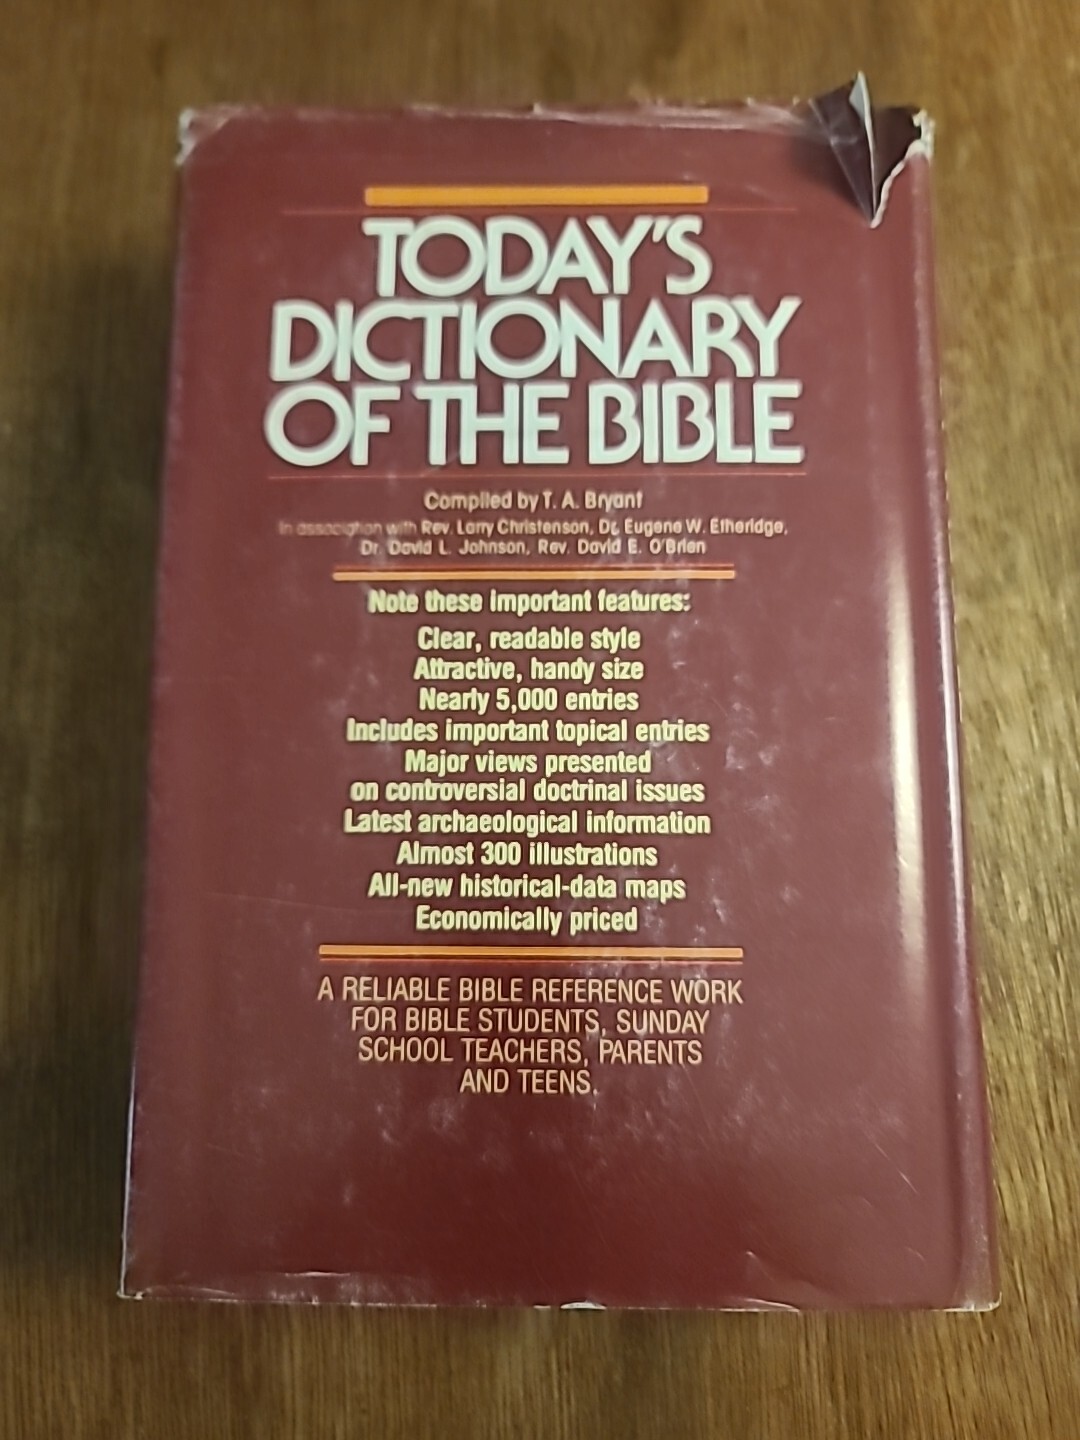 TODAY'S
DICTIONARY
OF THE BIBLE
Compiled by T. A. Bryant
In association with Rev. Larry Christenson, Dr. Eugene W. Etheridge,
Dr. David L. Johnson, Rev. David E. O'Brien
Note these important features:
Clear, readable style
Attractive, handy size
Nearly 5,000 entries
Includes important topical entries
Major views presented
on controversial doctrinal issues
Latest archaeological information
Almost 300 illustrations
All-new historical-data maps
Economically priced
A RELIABLE BIBLE REFERENCE WORK
FOR BIBLE STUDENTS, SUNDAY
SCHOOL TEACHERS, PARENTS
AND TEENS.